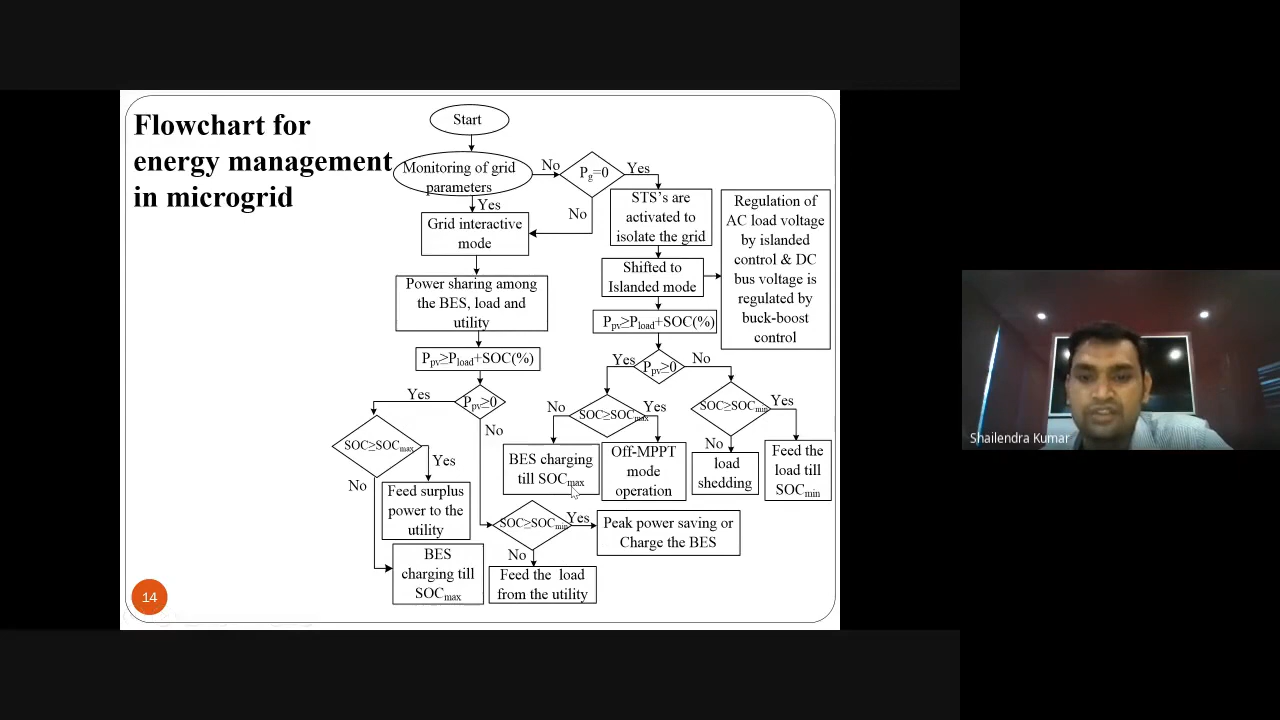 Flowchart for
energy management
in microgrid
Start
Monitoring of grid
parameters
No
Pg=0
Yes
Yes
No
Grid interactive
mode
STS's are
activated to
isolate the grid
Regulation of
AC load voltage
by islanded
control & DC
bus voltage is
regulated by
buck-boost
control
Shifted to
Islanded mode
Power sharing among
the BES, load and
utility
Ppv≥Pload+SOC(%)
Ppv≥Pload+SOC(%)
Yes
Ppv≥0
No
Yes
Ppv≥0
No
No
SOC≥SOCmax
Yes
SOC≥SOCmin
Yes
No
SOC≥SOCmax
Yes
No
BES charging
till SOCmax
Off-MPPT
mode
operation
load
shedding
Feed the
load till
SOCmin
Feed surplus
power to the
utility
SOC≥SOCmin
Yes
Peak power saving or
Charge the BES
No
BES
charging till
SOCmax
Feed the load
from the utility
14
Shailendra Kumar